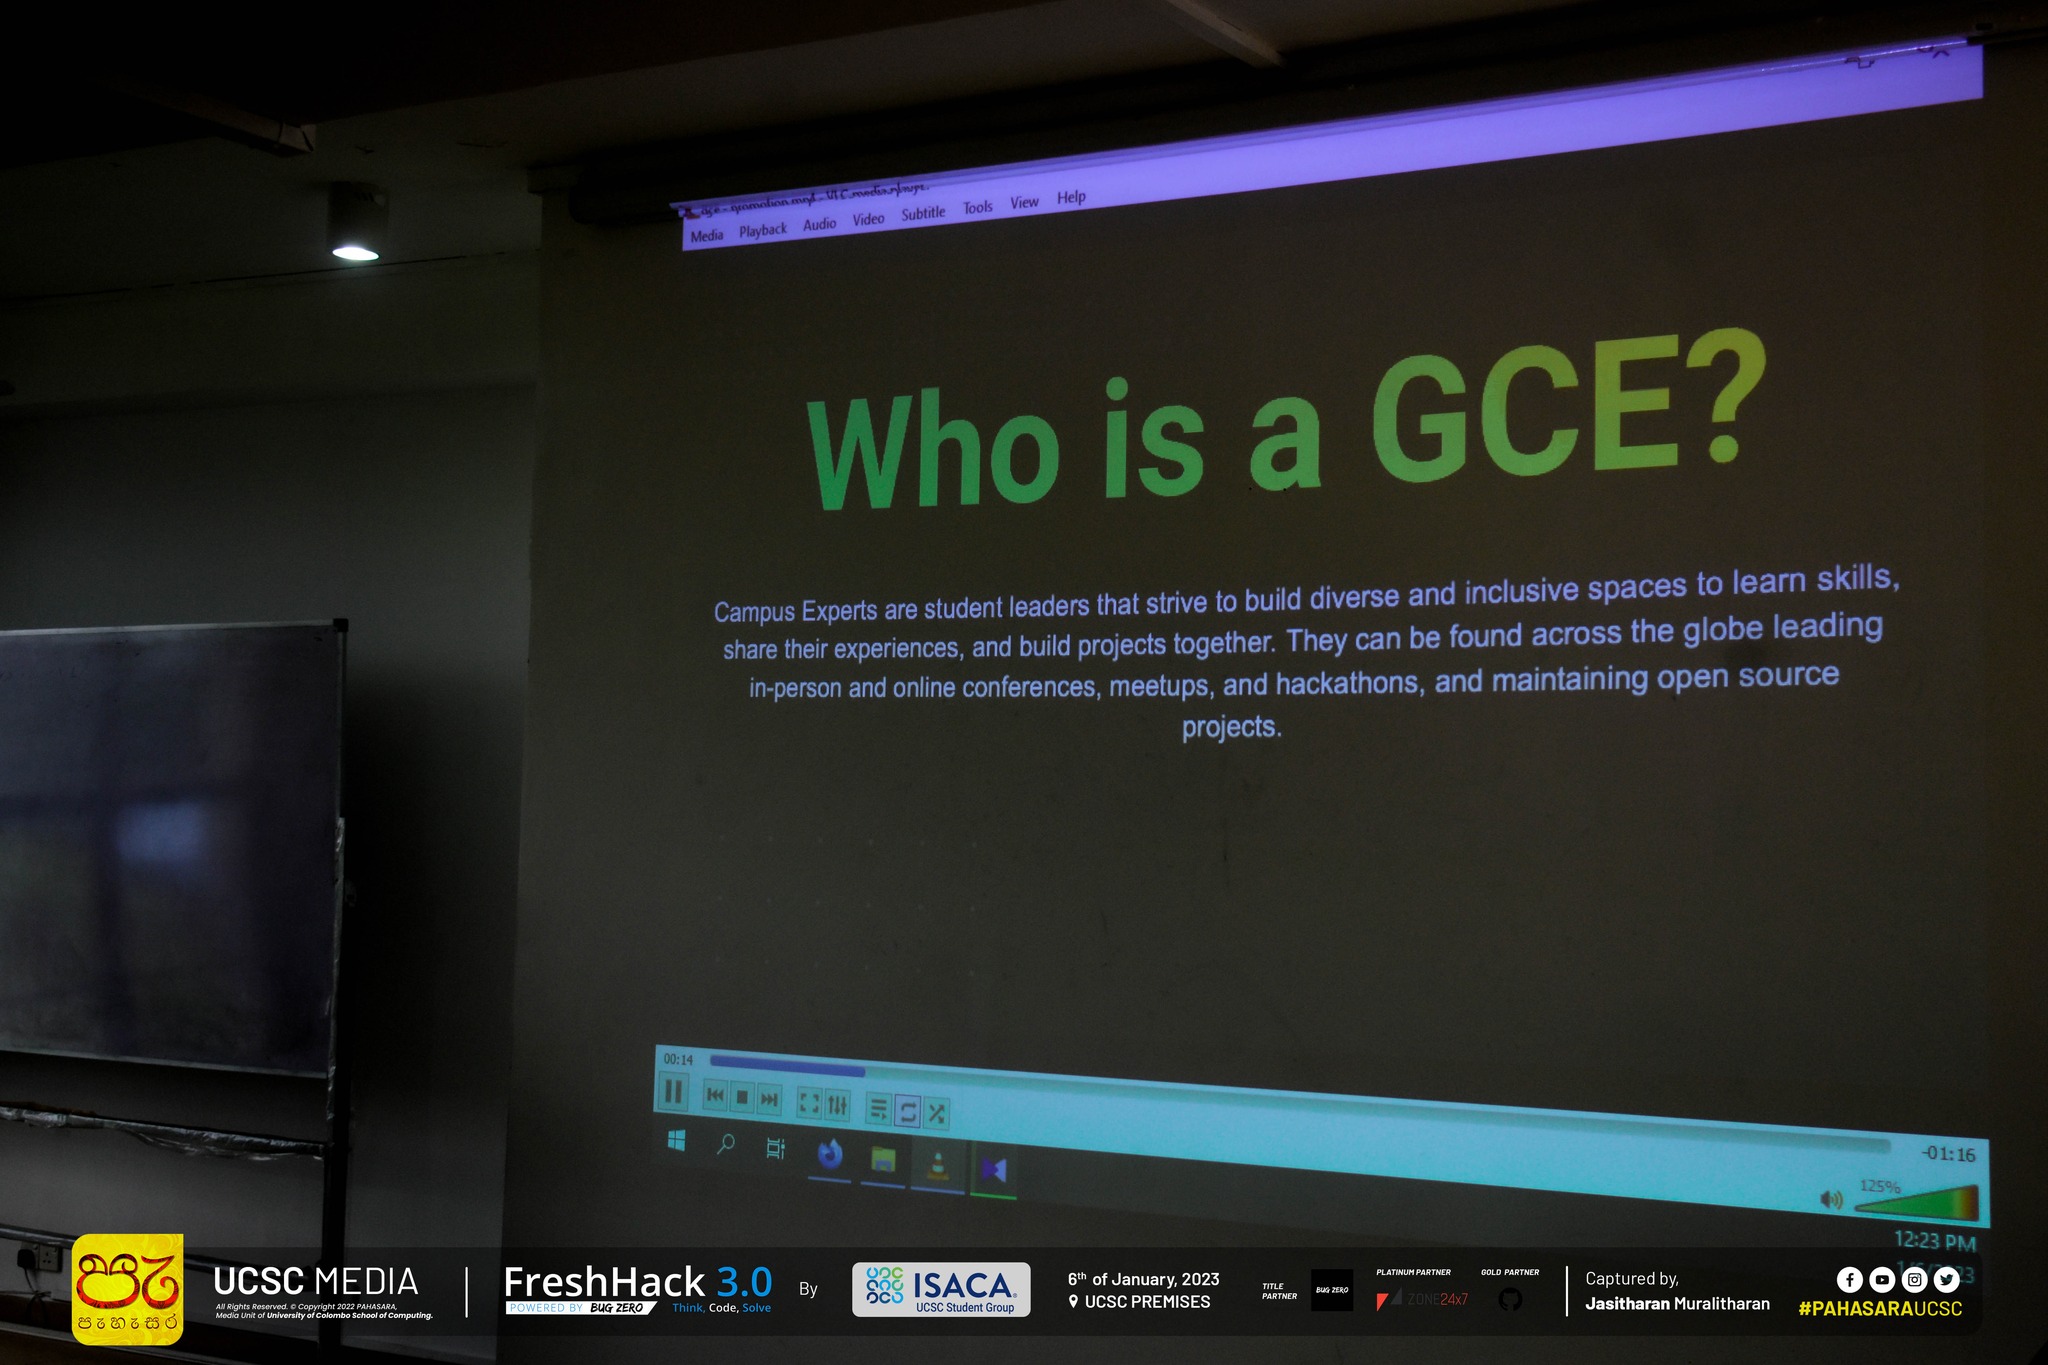 Media Playback Audio Video Subtitle Tools View Help
Who is a GCE?
Campus Experts are student leaders that strive to build diverse and inclusive spaces to learn skills,
share their experiences, and build projects together. They can be found across the globe leading
in-person and online conferences, meetups, and hackathons, and maintaining open source
projects.
00:14
-01:16
125%
12:23 PM
පැ
පැහැසර
UCSC MEDIA
All Rights Reserved. © Copyright 2022 PAHASARA,
Media Unit of University of Colombo School of Computing.
FreshHack 3.0
POWERED BY BUG ZERO
Think, Code, Solve
By
ISACA®
UCSC Student Group
6th of January, 2023
UCSC PREMISES
TITLE
PARTNER
BUG ZERO
PLATINUM PARTNER
ZONE24x7
GOLD PARTNER
Captured by,
Jasitharan Muralitharan
#PAHASARAUCSC